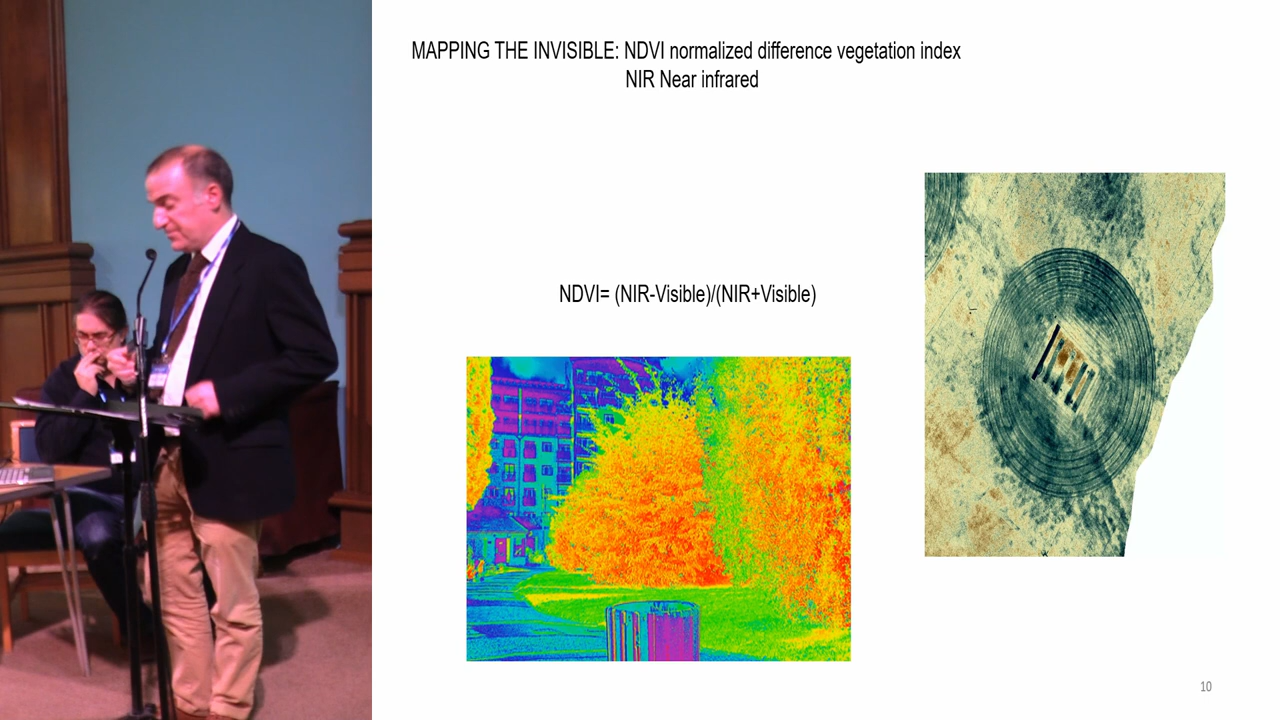 MAPPING THE INVISIBLE: NDVI normalized difference vegetation index
NIR Near infrared
NDVI= (NIR-Visible)/(NIR+Visible)
10